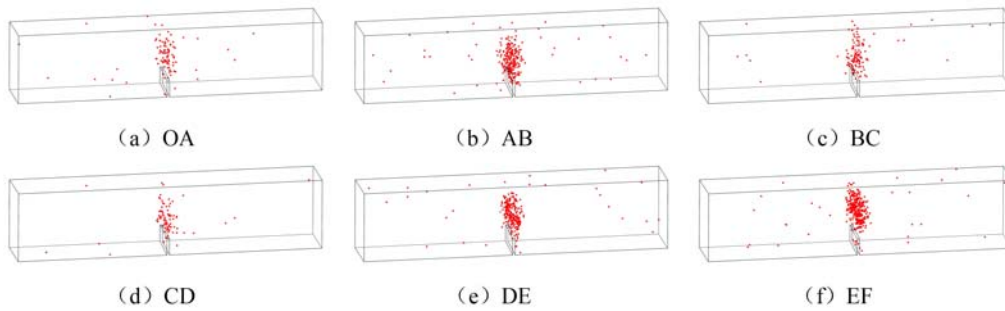 （a）OA
（b）AB
（c）BC
（d）CD
（e）DE
（f）EF